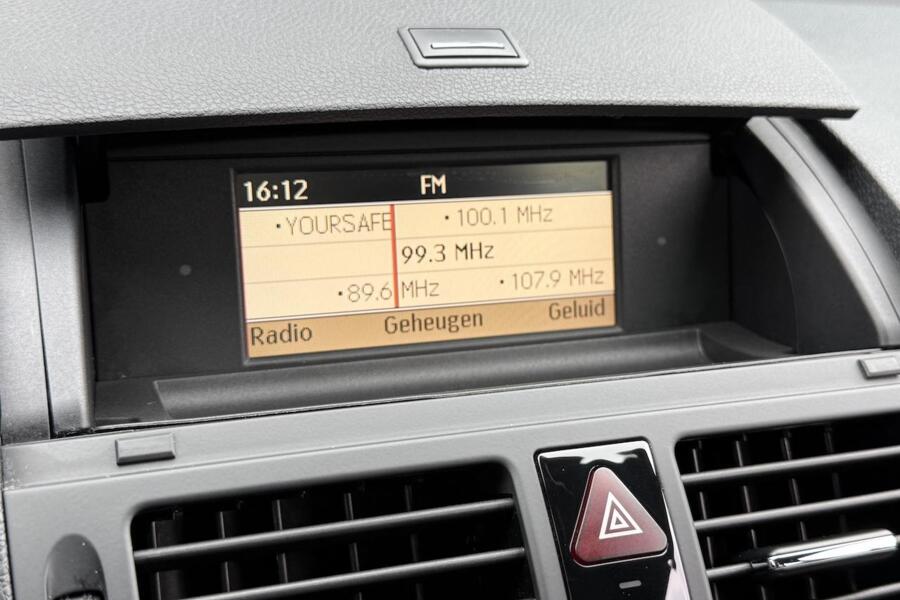 16:12 FM
·YOURSAFE ·100.1 MHz
99.3 MHz
·89.6 MHz ·107.9 MHz
Radio Geheugen Geluid